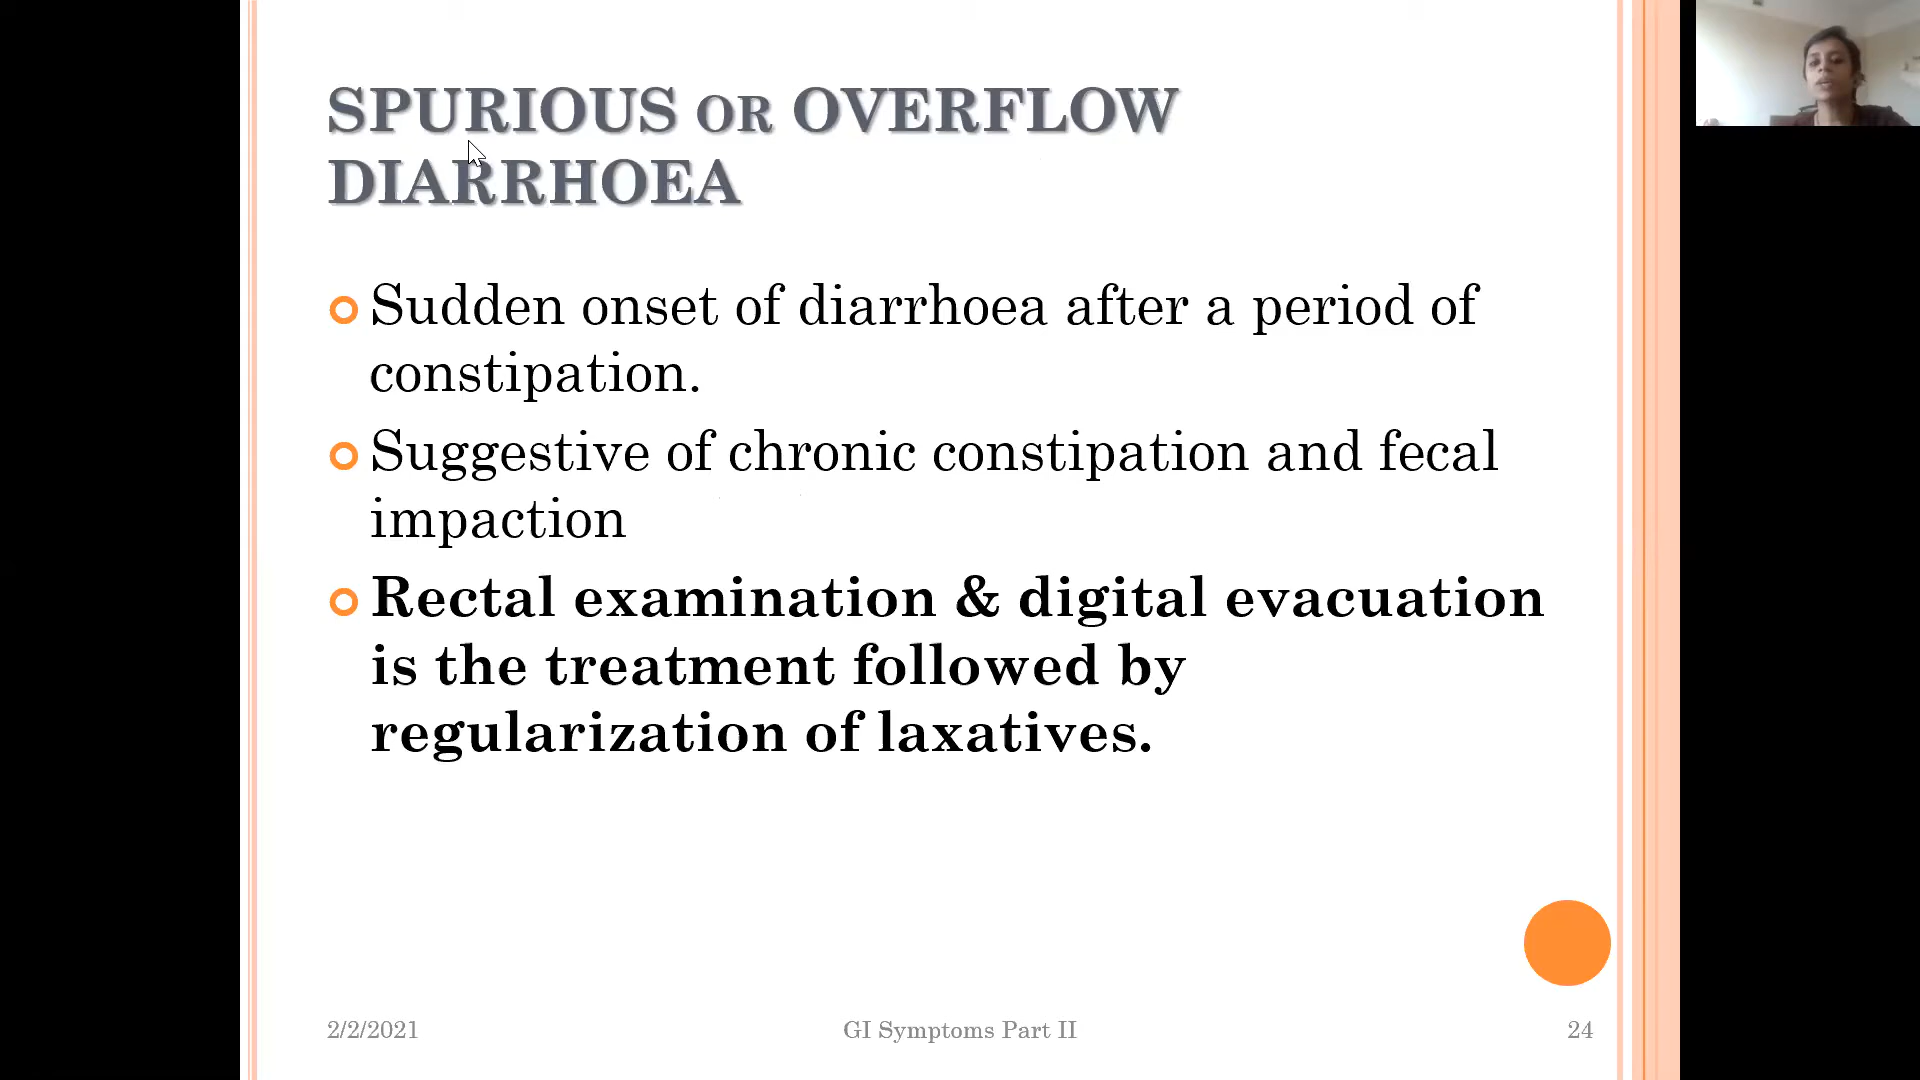 SPURIOUS OR OVERFLOW
DIARRHOEA
Sudden onset of diarrhoea after a period of
constipation.
Suggestive of chronic constipation and fecal
impaction
Rectal examination & digital evacuation
is the treatment followed by
regularization of laxatives.
2/2/2021
GI Symptoms Part II
24